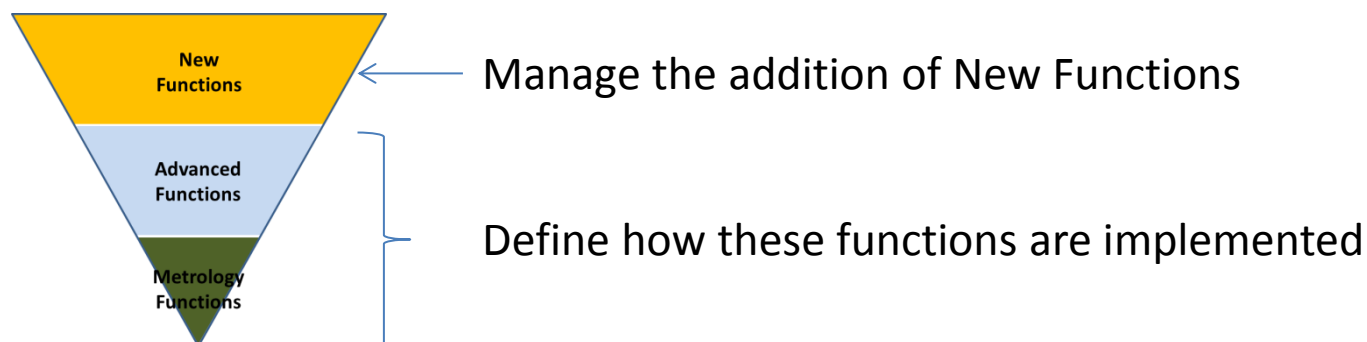 New
Functions
Manage the addition of New Functions
Advanced
Functions
Define how these functions are implemented
Metrology
Functions